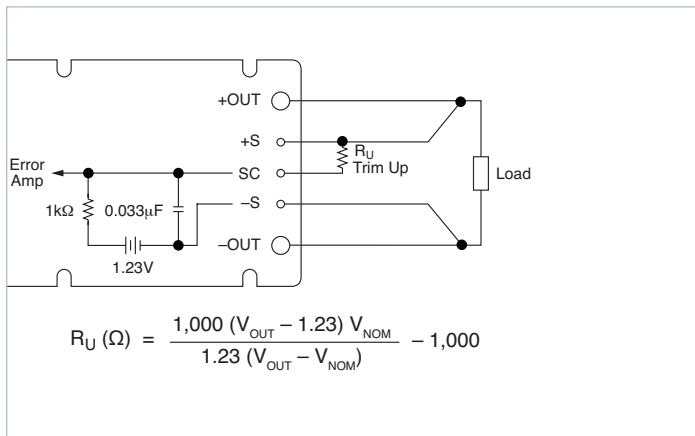 +OUT
+S
R_U
Trim Up
Error
Amp
SC
Load
1kΩ
0.033µF
–S
1.23V
–OUT
R_U (Ω) = 1,000 (V_OUT – 1.23) V_NOM / 1.23 (V_OUT – V_NOM) – 1,000